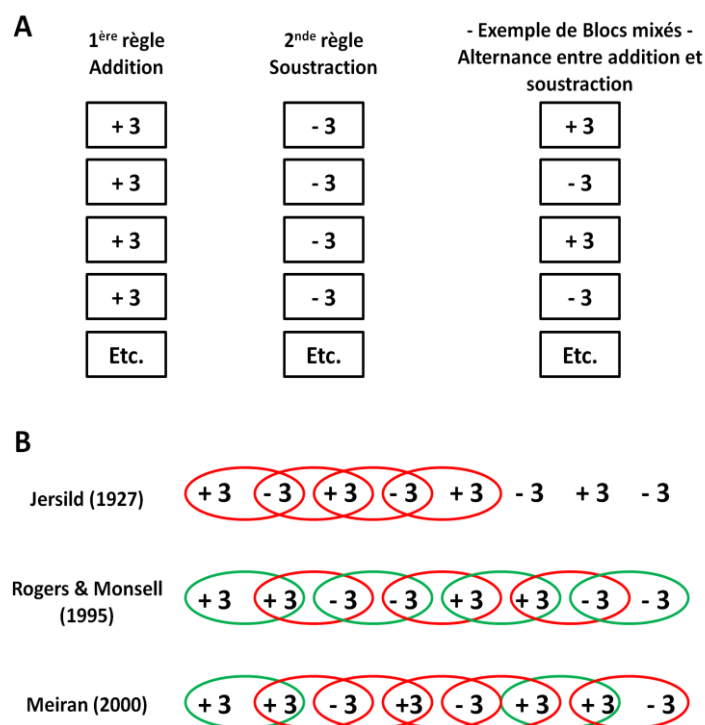 A
1ère règle
Addition
2nde règle
Soustraction
- Exemple de Blocs mixés -
Alternance entre addition et
soustraction
+ 3 - 3 + 3
+ 3 - 3 - 3
+ 3 - 3 + 3
+ 3 - 3 - 3
Etc. Etc. Etc.
B
Jersild (1927) + 3 - 3 + 3 - 3 + 3 - 3 + 3 - 3
Rogers & Monsell
(1995)
+ 3 + 3 - 3 - 3 + 3 + 3 - 3 - 3
Meiran (2000) + 3 + 3 - 3 +3 - 3 + 3 + 3 - 3